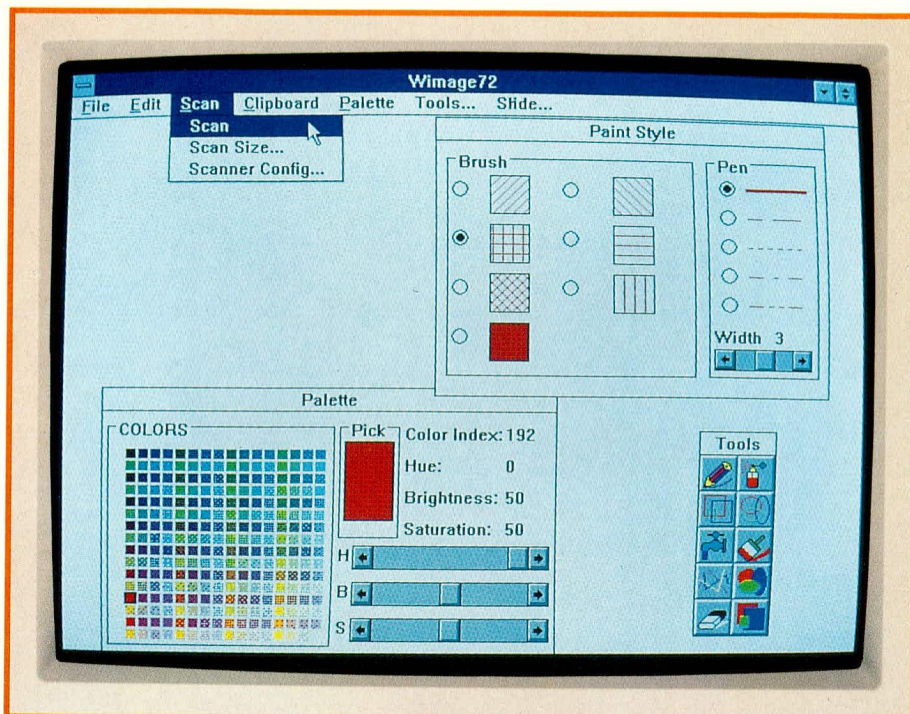 Wimage72
File Edit Scan Clipboard Palette Tools... Slide...
Scan
Scan Size...
Scanner Config...
Paint Style
Brush
Pen
Width 3
Palette
COLORS
Pick
Color Index: 192
Hue: 0
Brightness: 50
Saturation: 50
H
B
S
Tools